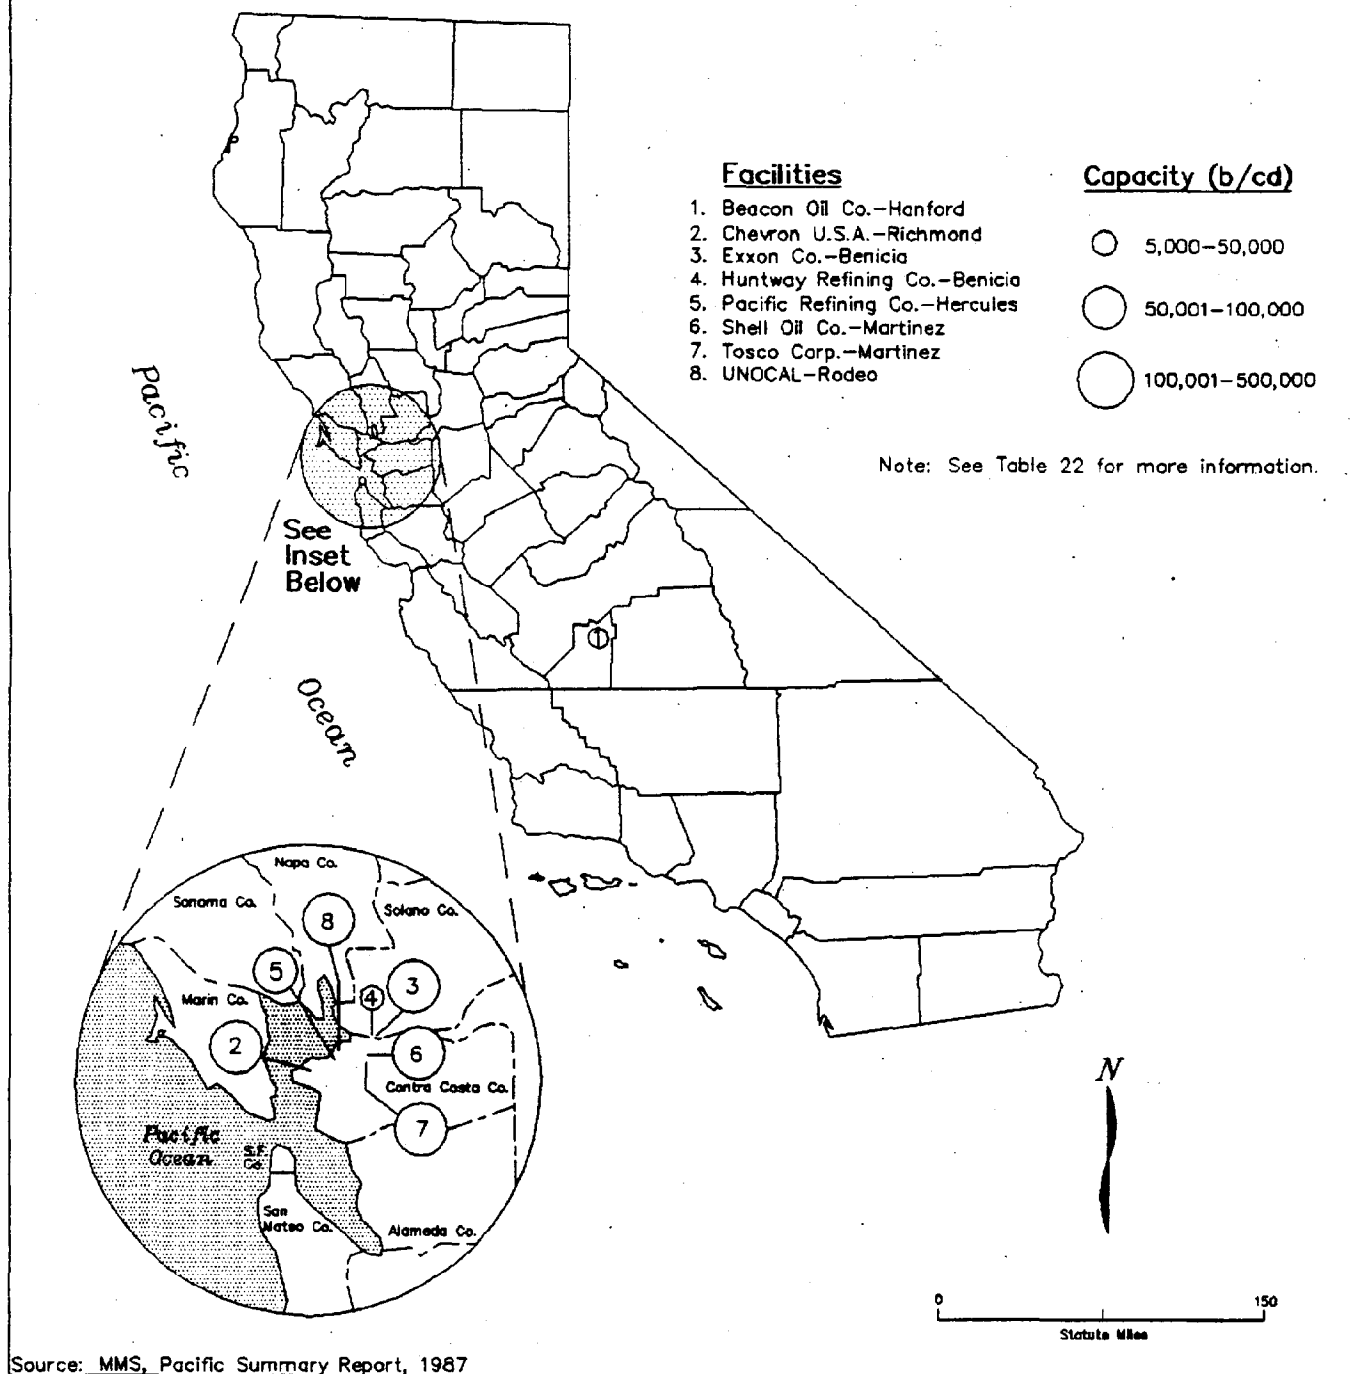 Facilities
1. Beacon Oil Co.-Hanford
2. Chevron U.S.A.-Richmond
3. Exxon Co.-Benicia
4. Huntway Refining Co.-Benicia
5. Pacific Refining Co.-Hercules
6. Shell Oil Co.-Martinez
7. Tosco Corp.-Martinez
8. UNOCAL-Rodeo
Capacity (b/cd)
5,000-50,000
50,001-100,000
100,001-500,000
Note: See Table 22 for more information.
Pacific
Ocean
See
Inset
Below
1
Napa Co.
Sonoma Co.
Solano Co.
8
5
4
3
Marin Co.
2
6
Contra Costa Co.
7
Pacific
Ocean
S.F.
Co.
San
Mateo Co.
Alameda Co.
N
0 150
Statute Miles
Source: MMS, Pacific Summary Report, 1987